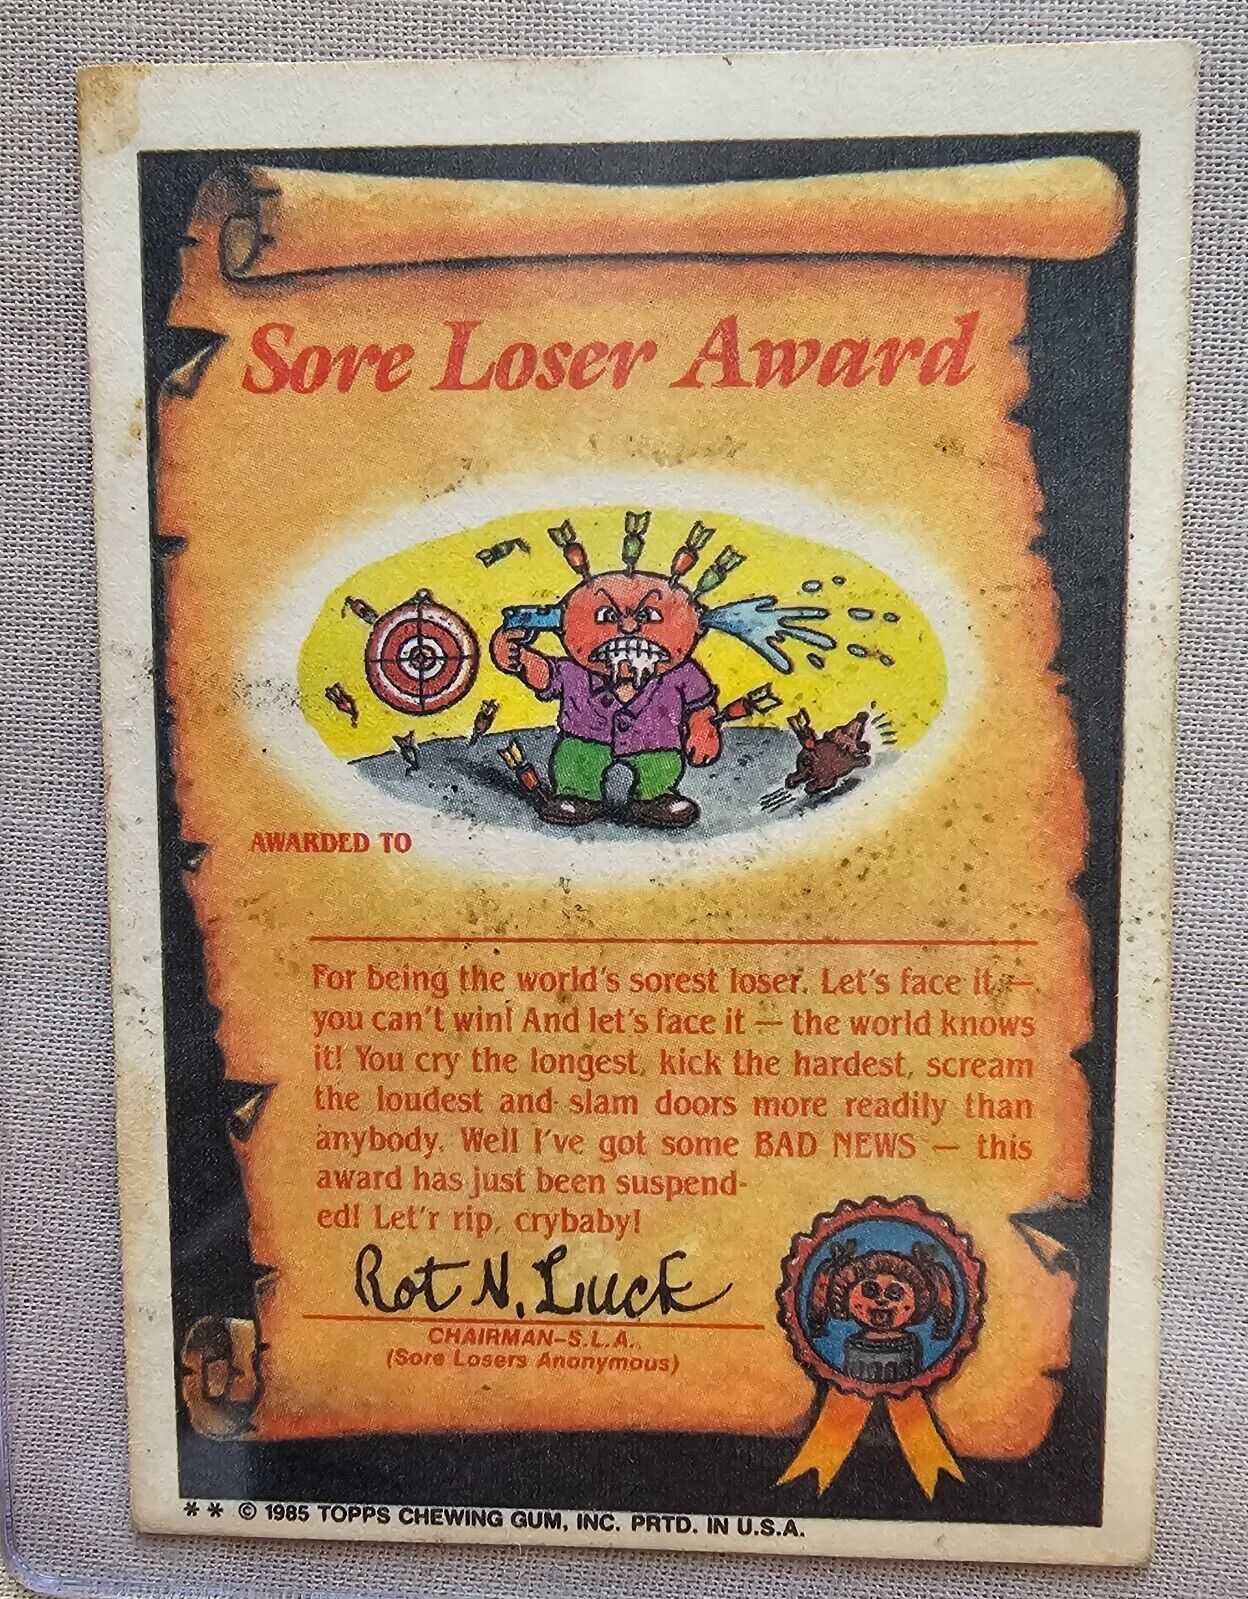 Sore Loser Award
AWARDED TO
For being the world's sorest loser. Let's face it —
you can't win! And let's face it — the world knows
it! You cry the longest, kick the hardest, scream
the loudest and slam doors more readily than
anybody. Well I've got some BAD NEWS — this
award has just been suspend-
ed! Let'r rip, crybaby!
Rot N. Luck
CHAIRMAN-S.L.A.
(Sore Losers Anonymous)
** © 1985 TOPPS CHEWING GUM, INC. PRTD. IN U.S.A.